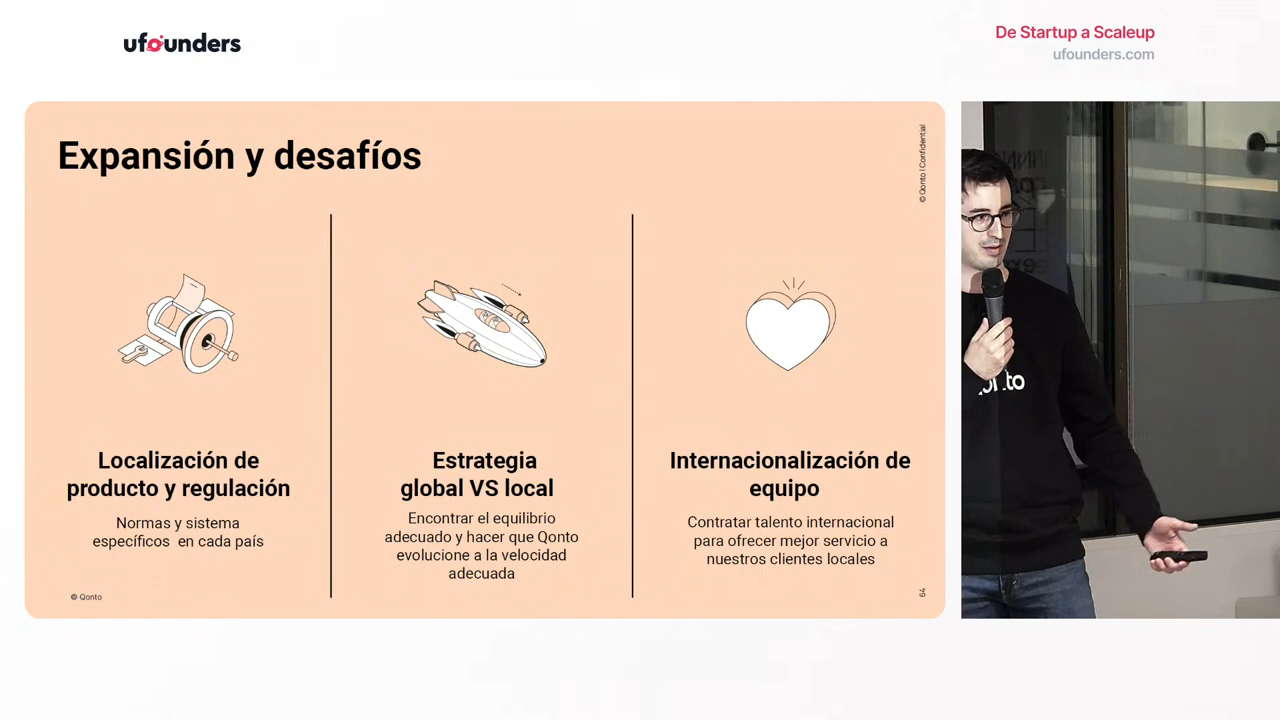 ufounders
De Startup a Scaleup
ufounders.com
Expansión y desafíos
© Qonto | Confidential
Localización de
producto y regulación
Normas y sistema
específicos en cada país
Estrategia
global VS local
Encontrar el equilibrio
adecuado y hacer que Qonto
evolucione a la velocidad
adecuada
Internacionalización de
equipo
Contratar talento internacional
para ofrecer mejor servicio a
nuestros clientes locales
© Qonto
64